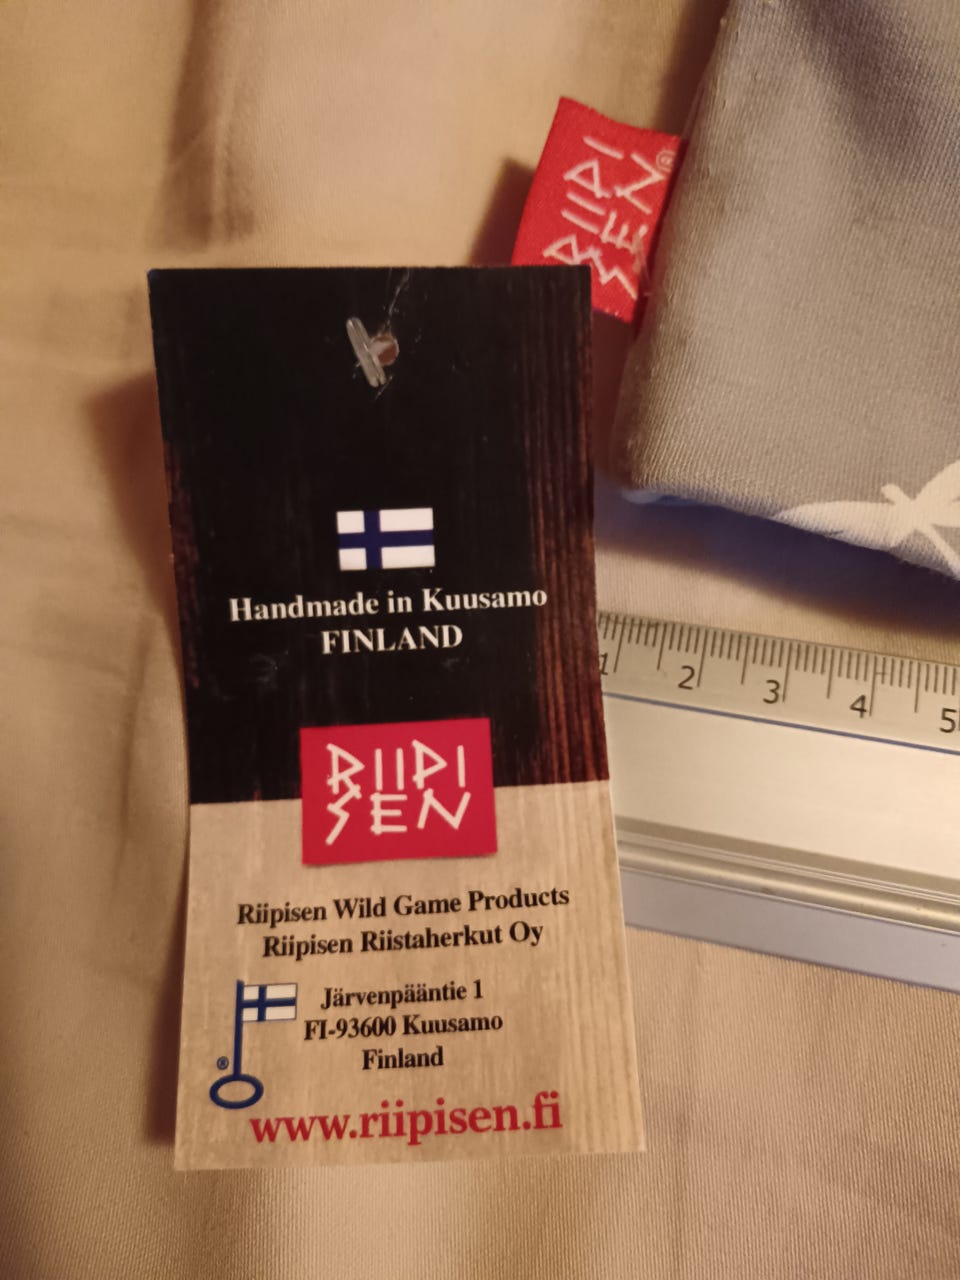 RIIPI
SEN®
Handmade in Kuusamo
FINLAND
RIIPI
SEN
Riipisen Wild Game Products
Riipisen Riistaherkut Oy
Järvenpääntie 1
FI-93600 Kuusamo
Finland
®
www.riipisen.fi
1 2 3 4 5